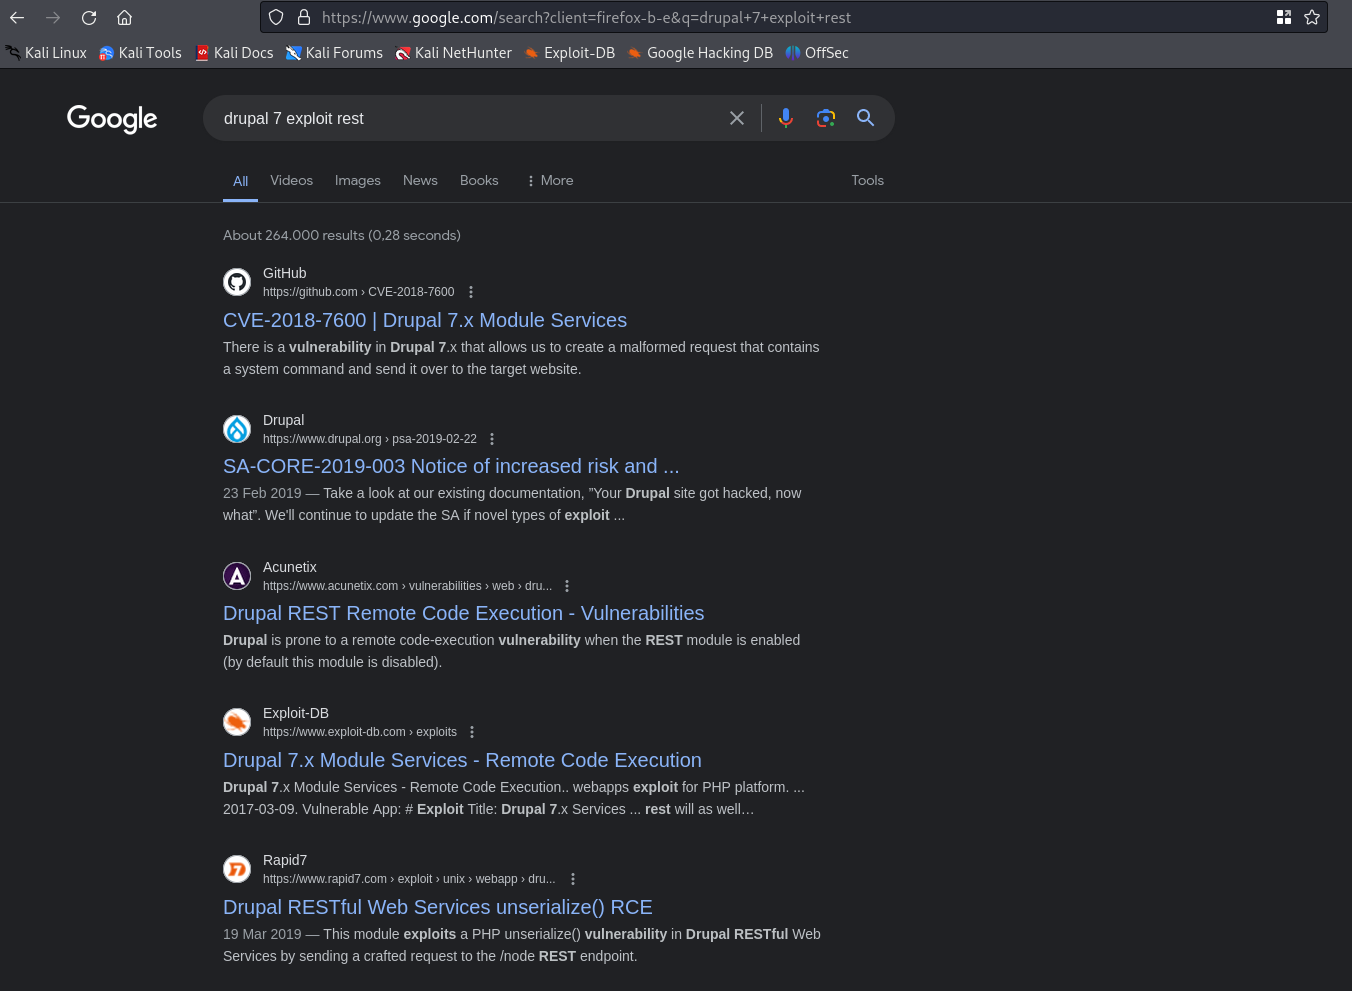 https://www.google.com/search?client=firefox-b-e&q=drupal+7+exploit+rest
Kali Linux Kali Tools Kali Docs Kali Forums Kali NetHunter Exploit-DB Google Hacking DB OffSec
Google
drupal 7 exploit rest
All Videos Images News Books More Tools
About 264.000 results (0,28 seconds)
GitHub
https://github.com › CVE-2018-7600
CVE-2018-7600 | Drupal 7.x Module Services
There is a vulnerability in Drupal 7.x that allows us to create a malformed request that contains
a system command and send it over to the target website.
Drupal
https://www.drupal.org › psa-2019-02-22
SA-CORE-2019-003 Notice of increased risk and ...
23 Feb 2019 — Take a look at our existing documentation, ”Your Drupal site got hacked, now
what”. We'll continue to update the SA if novel types of exploit ...
Acunetix
https://www.acunetix.com › vulnerabilities › web › dru...
Drupal REST Remote Code Execution - Vulnerabilities
Drupal is prone to a remote code-execution vulnerability when the REST module is enabled
(by default this module is disabled).
Exploit-DB
https://www.exploit-db.com › exploits
Drupal 7.x Module Services - Remote Code Execution
Drupal 7.x Module Services - Remote Code Execution.. webapps exploit for PHP platform. ...
2017-03-09. Vulnerable App: # Exploit Title: Drupal 7.x Services ... rest will as well…
Rapid7
https://www.rapid7.com › exploit › unix › webapp › dru...
Drupal RESTful Web Services unserialize() RCE
19 Mar 2019 — This module exploits a PHP unserialize() vulnerability in Drupal RESTful Web
Services by sending a crafted request to the /node REST endpoint.